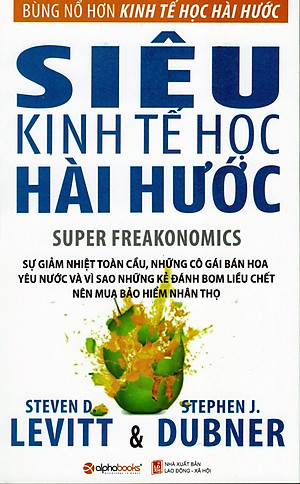 BÙNG NỔ HƠN KINH TẾ HỌC HÀI HƯỚC
SIÊU
KINH TẾ HỌC
HÀI HƯỚC
SUPER FREAKONOMICS
SỰ GIẢM NHIỆT TOÀN CẦU, NHỮNG CÔ GÁI BÁN HOA
YÊU NƯỚC VÀ VÌ SAO NHỮNG KẺ ĐÁNH BOM LIỀU CHẾT
NÊN MUA BẢO HIỂM NHÂN THỌ
STEVEN D. STEPHEN J.
LEVITT & DUBNER
alphabooks
NHÀ XUẤT BẢN
LAO ĐỘNG - XÃ HỘI